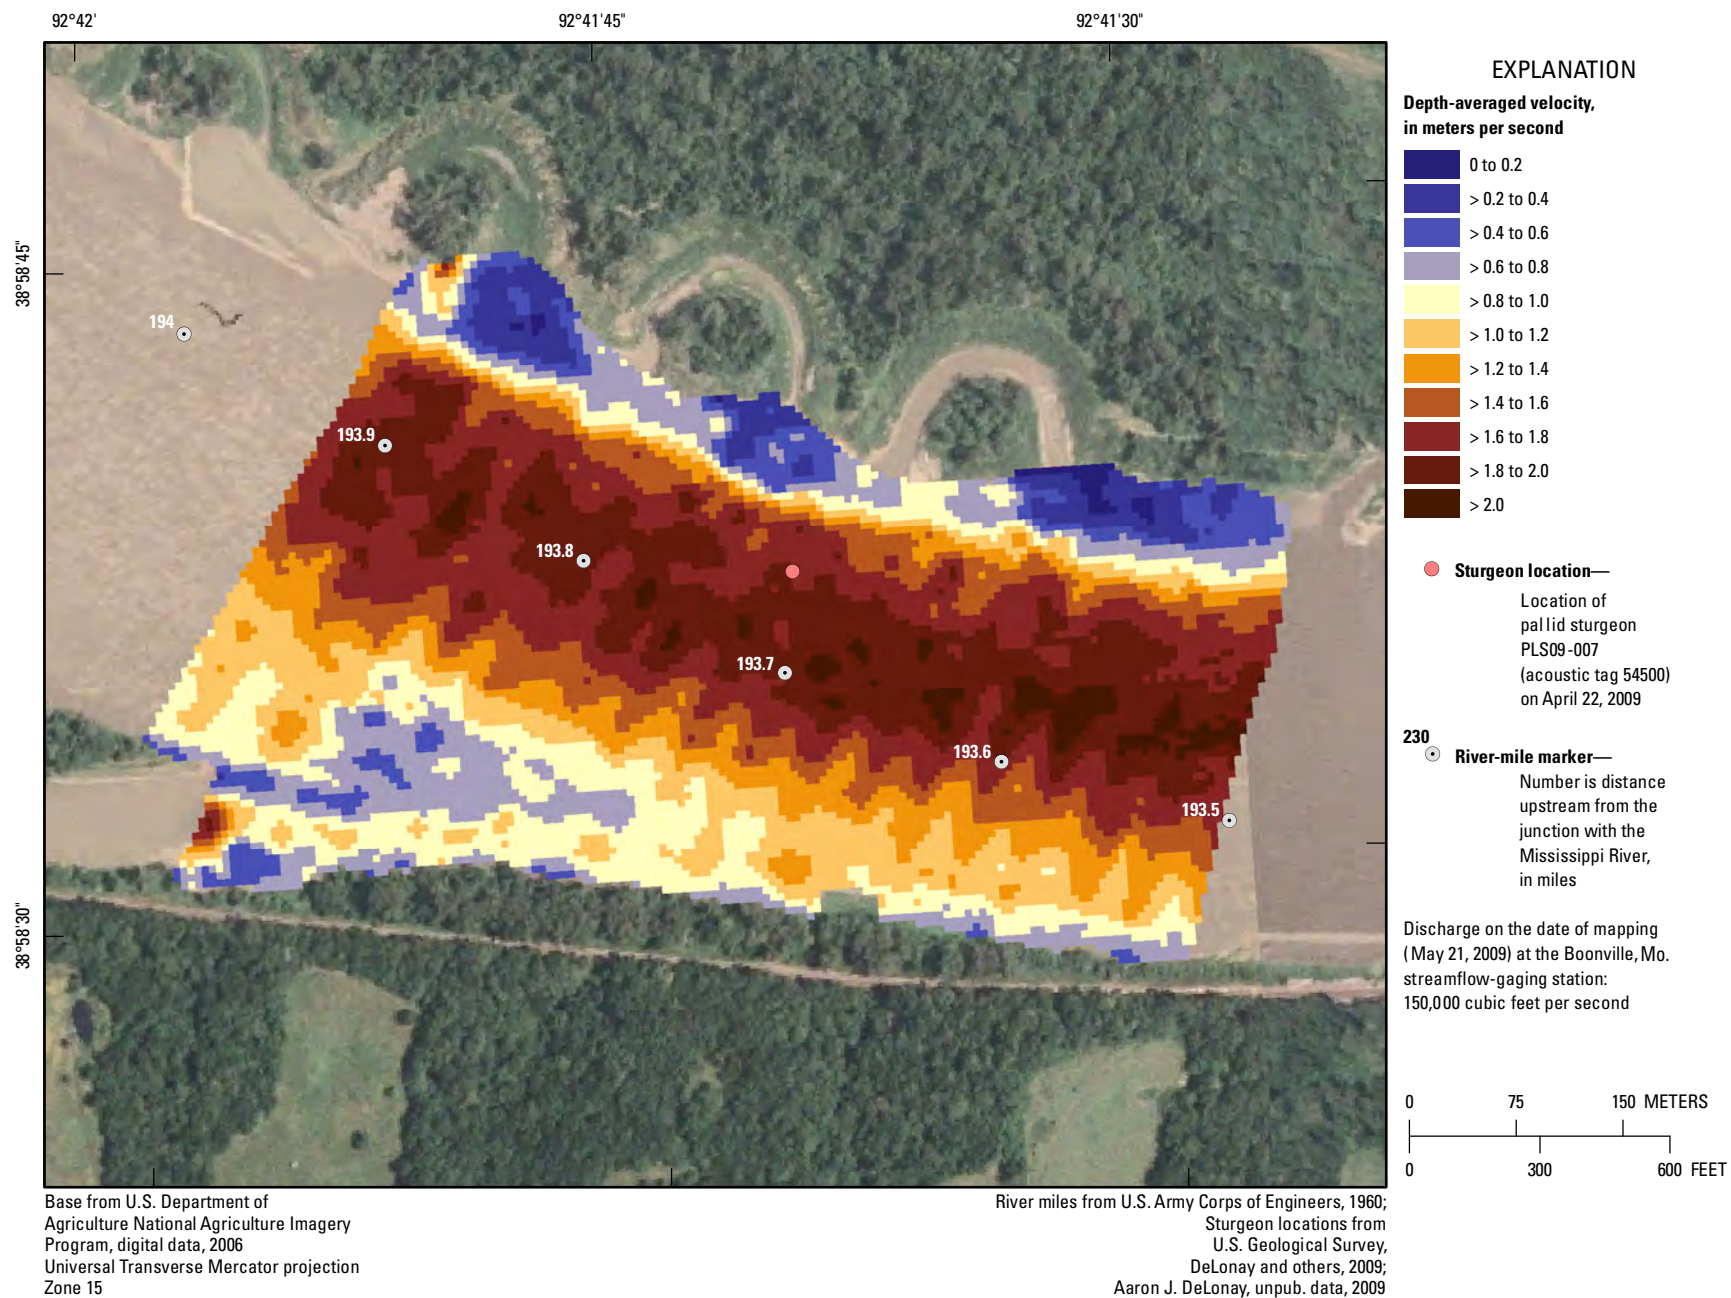 92°42'
92°41'45"
92°41'30"
38°58'45"
38°58'30"
194
193.9
193.8
193.7
193.6
193.5
EXPLANATION
Depth-averaged velocity,
in meters per second
0 to 0.2
> 0.2 to 0.4
> 0.4 to 0.6
> 0.6 to 0.8
> 0.8 to 1.0
> 1.0 to 1.2
> 1.2 to 1.4
> 1.4 to 1.6
> 1.6 to 1.8
> 1.8 to 2.0
> 2.0
Sturgeon location—
Location of
pallid sturgeon
PLS09-007
(acoustic tag 54500)
on April 22, 2009
230
River-mile marker—
Number is distance
upstream from the
junction with the
Mississippi River,
in miles
Discharge on the date of mapping
(May 21, 2009) at the Boonville, Mo.
streamflow-gaging station:
150,000 cubic feet per second
0 75 150 METERS
0 300 600 FEET
Base from U.S. Department of
Agriculture National Agriculture Imagery
Program, digital data, 2006
Universal Transverse Mercator projection
Zone 15
River miles from U.S. Army Corps of Engineers, 1960;
Sturgeon locations from
U.S. Geological Survey,
DeLonay and others, 2009;
Aaron J. DeLonay, unpub. data, 2009